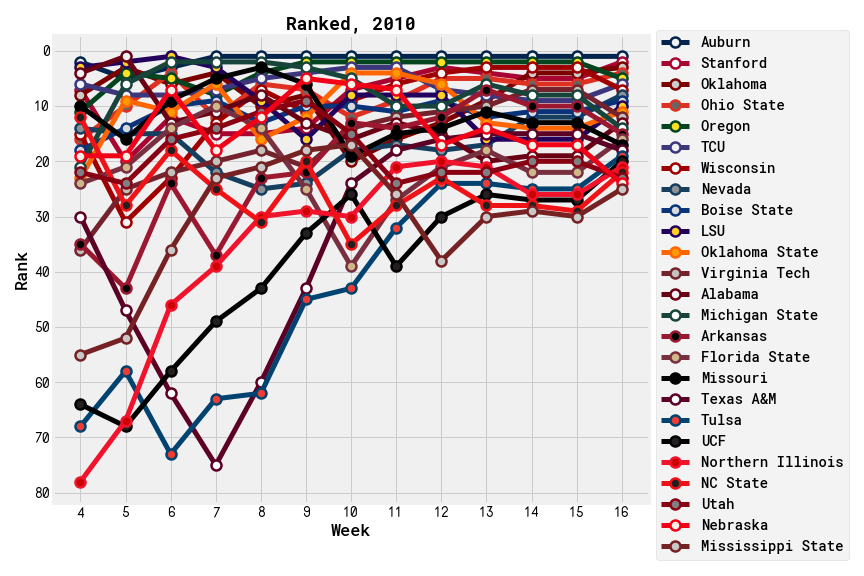 Ranked, 2010
0
10
20
30
40
50
60
70
80
Rank
4 5 6 7 8 9 10 11 12 13 14 15 16
Week
Auburn
Stanford
Oklahoma
Ohio State
Oregon
TCU
Wisconsin
Nevada
Boise State
LSU
Oklahoma State
Virginia Tech
Alabama
Michigan State
Arkansas
Florida State
Missouri
Texas A&M
Tulsa
UCF
Northern Illinois
NC State
Utah
Nebraska
Mississippi State